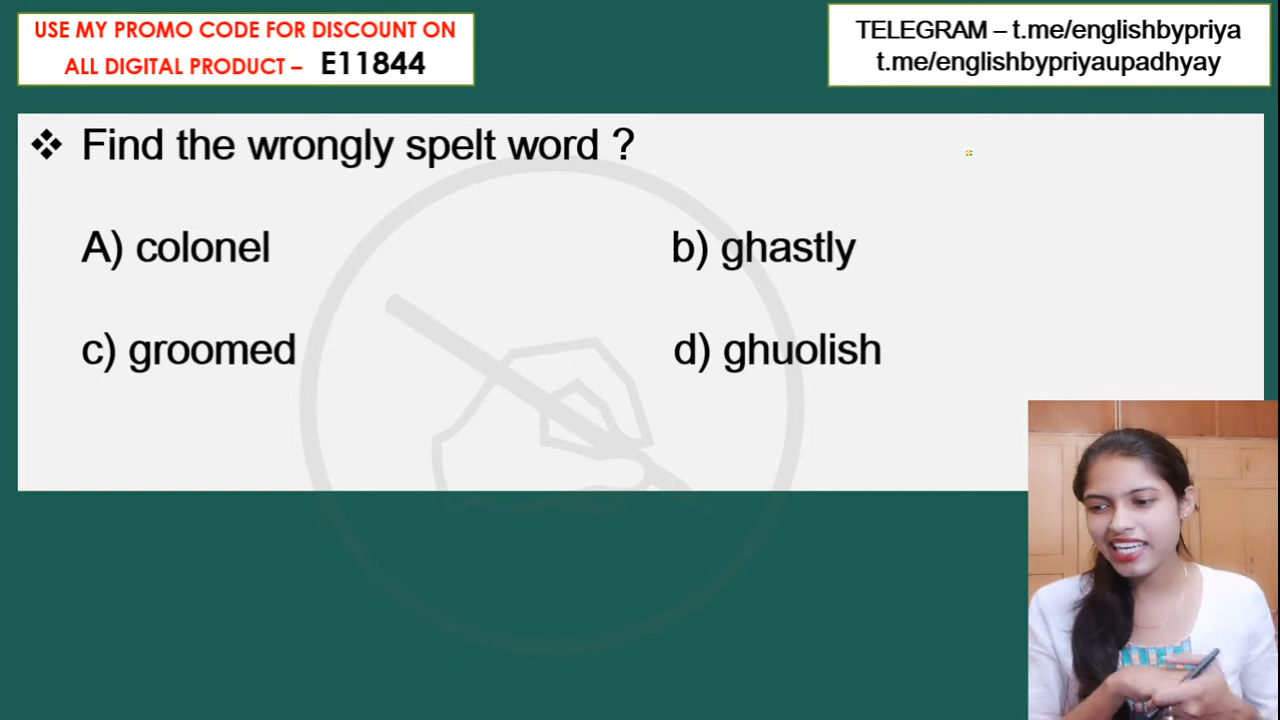 USE MY PROMO CODE FOR DISCOUNT ON
ALL DIGITAL PRODUCT – E11844
TELEGRAM – t.me/englishbypriya
t.me/englishbypriyaupadhyay
❖ Find the wrongly spelt word ?
A) colonel
b) ghastly
c) groomed
d) ghuolish